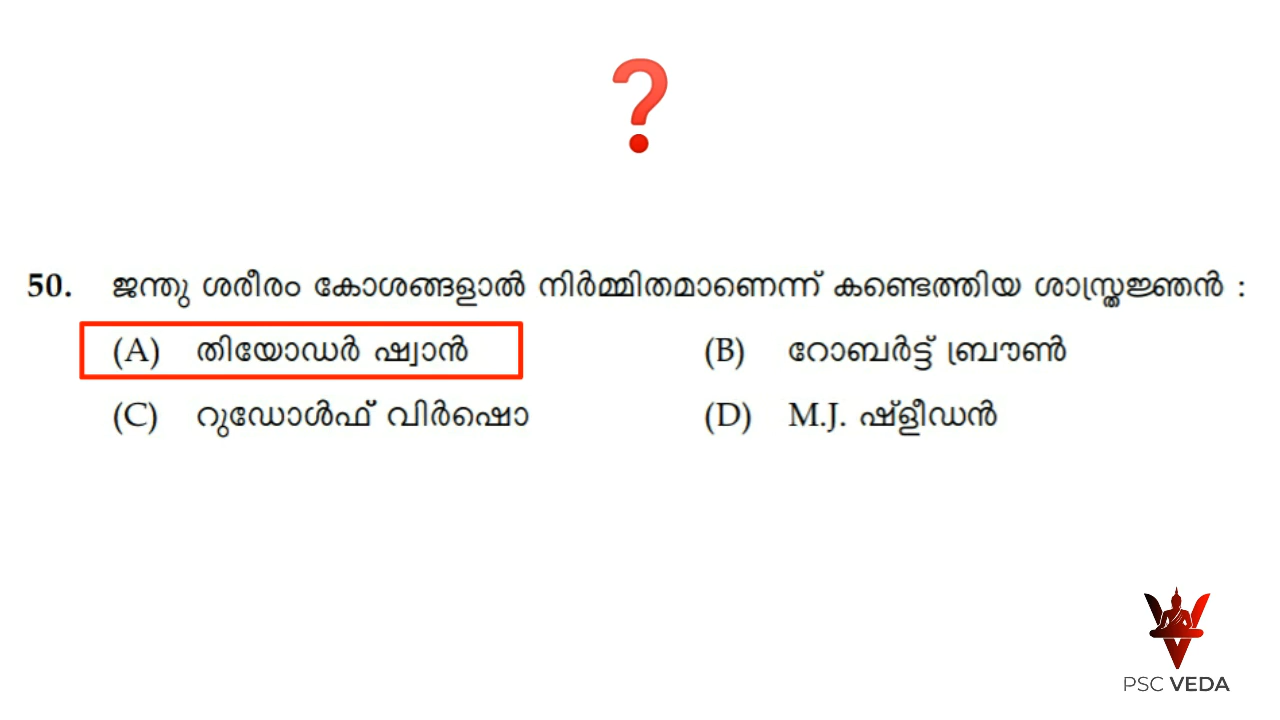 ❓
50. ജന്തു ശരീരം കോശങ്ങളാൽ നിർമ്മിതമാണെന്ന് കണ്ടെത്തിയ ശാസ്ത്രജ്ഞൻ :
(A) തിയോഡർ ഷ്വാൻ (B) റോബർട്ട് ബ്രൗൺ
(C) റുഡോൾഫ് വിർഷൊ (D) M.J. ഷ്ളീഡൻ
PSC VEDA